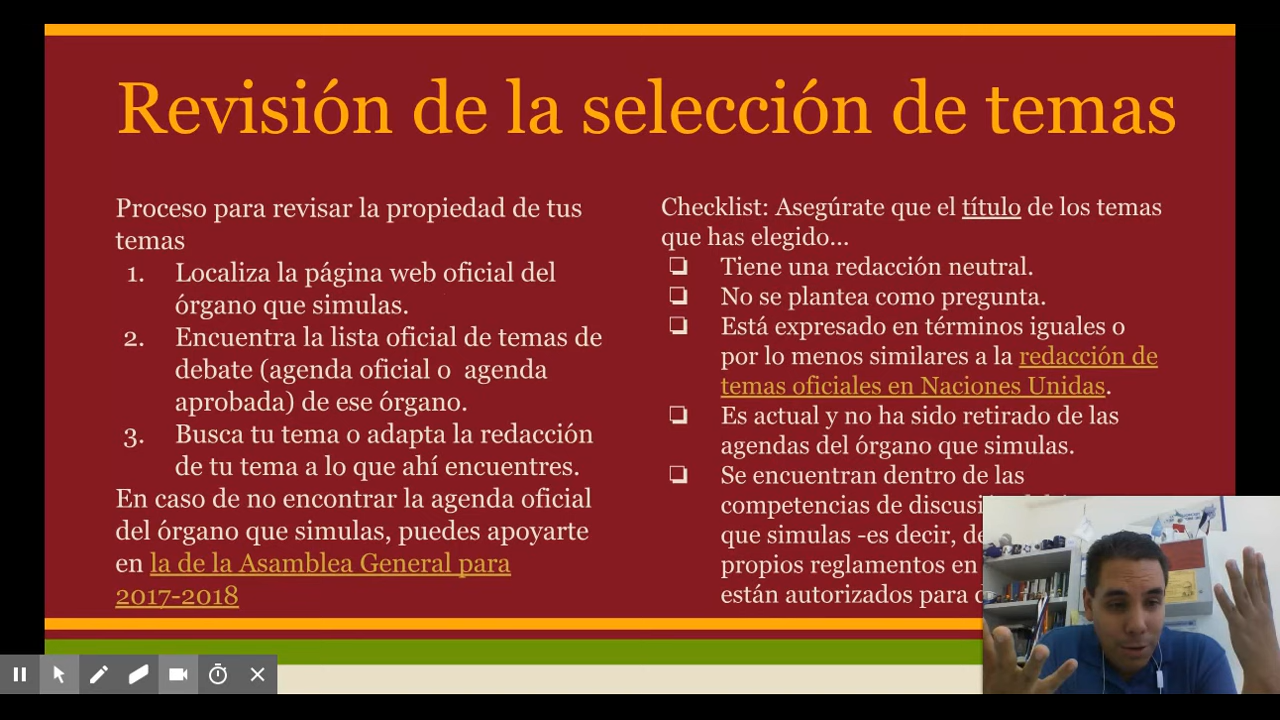 Revisión de la selección de temas
Proceso para revisar la propiedad de tus
temas
1. Localiza la página web oficial del
órgano que simulas.
2. Encuentra la lista oficial de temas de
debate (agenda oficial o agenda
aprobada) de ese órgano.
3. Busca tu tema o adapta la redacción
de tu tema a lo que ahí encuentres.
En caso de no encontrar la agenda oficial
del órgano que simulas, puedes apoyarte
en la de la Asamblea General para
2017-2018
Checklist: Asegúrate que el título de los temas
que has elegido...
❏ Tiene una redacción neutral.
❏ No se plantea como pregunta.
❏ Está expresado en términos iguales o
por lo menos similares a la redacción de
temas oficiales en Naciones Unidas.
❏ Es actual y no ha sido retirado de las
agendas del órgano que simulas.
❏ Se encuentran dentro de las
competencias de
que simulas -es decir,
propios reglamentos en
están autorizados para